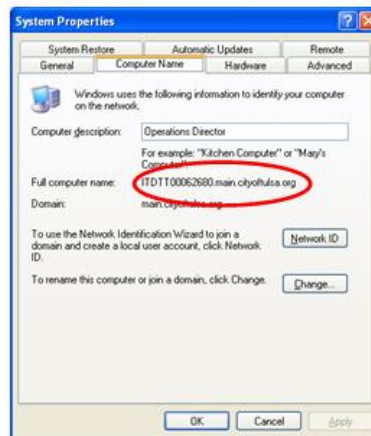 System Properties
System Restore Automatic Updates Remote
General Computer Name Hardware Advanced
Windows uses the following information to identify your computer
on the network.
Computer description: Operations Director
For example: "Kitchen Computer" or "Mary's
Computer".
Full computer name: ITDTT00062680.main.cityoftulsa.org
Domain: main.cityoftulsa.org
To use the Network Identification Wizard to join a
domain and create a local user account, click Network
ID.
Network ID
To rename this computer or join a domain, click Change.
Change...
OK Cancel Apply